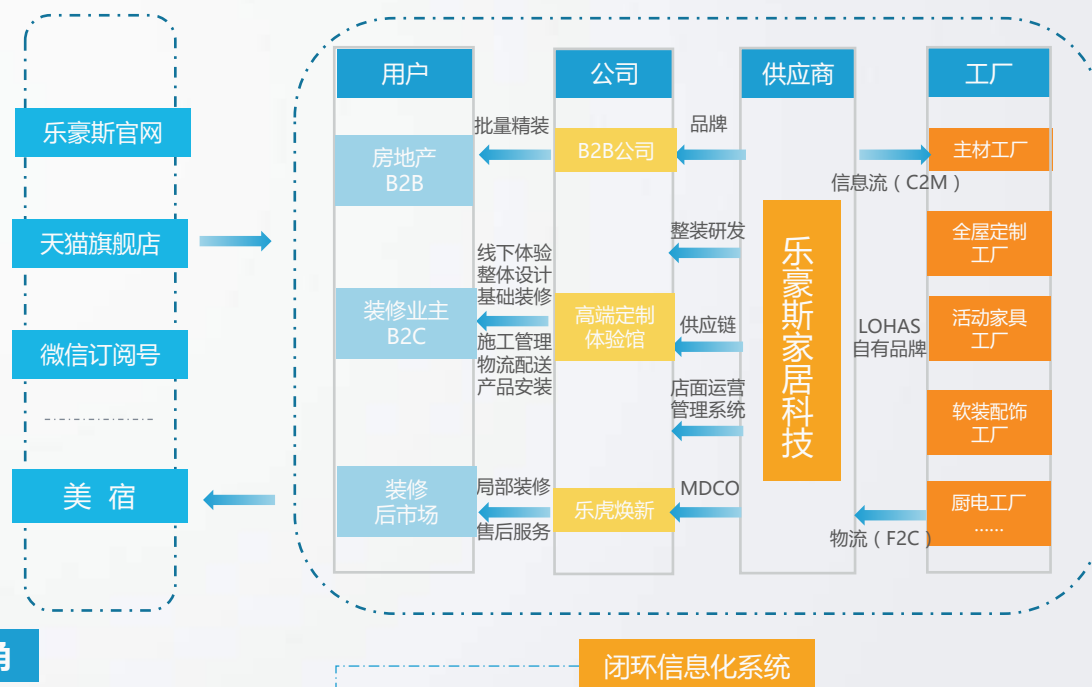 乐豪斯官网
天猫旗舰店
微信订阅号
美 宿
用户
房地产
B2B
装修业主
B2C
装修
后市场
批量精装
线下体验
整体设计
基础装修
施工管理
物流配送
产品安装
局部装修
售后服务
公司
B2B公司
高端定制
体验馆
乐虎焕新
品牌
整装研发
供应链
店面运营
管理系统
MDCO
供应商
乐豪斯家居科技
信息流（C2M）
LOHAS
自有品牌
物流（F2C）
工厂
主材工厂
全屋定制
工厂
活动家具
工厂
软装配饰
工厂
厨电工厂
......
角
闭环信息化系统